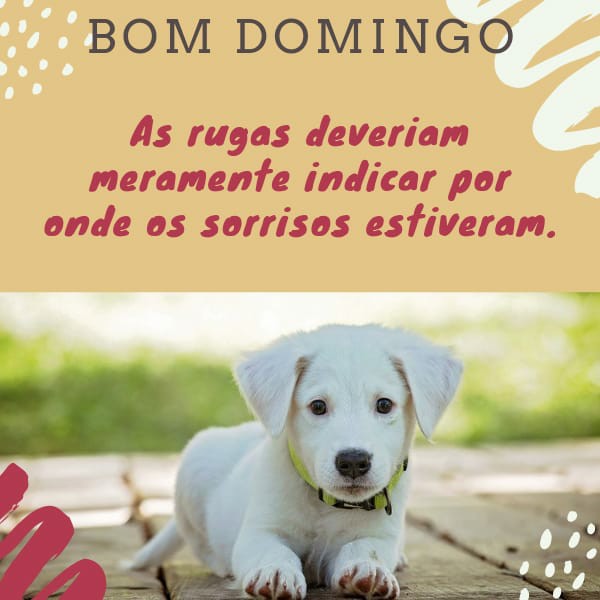 BOM DOMINGO
As rugas deveriam
meramente indicar por
onde os sorrisos estiveram.